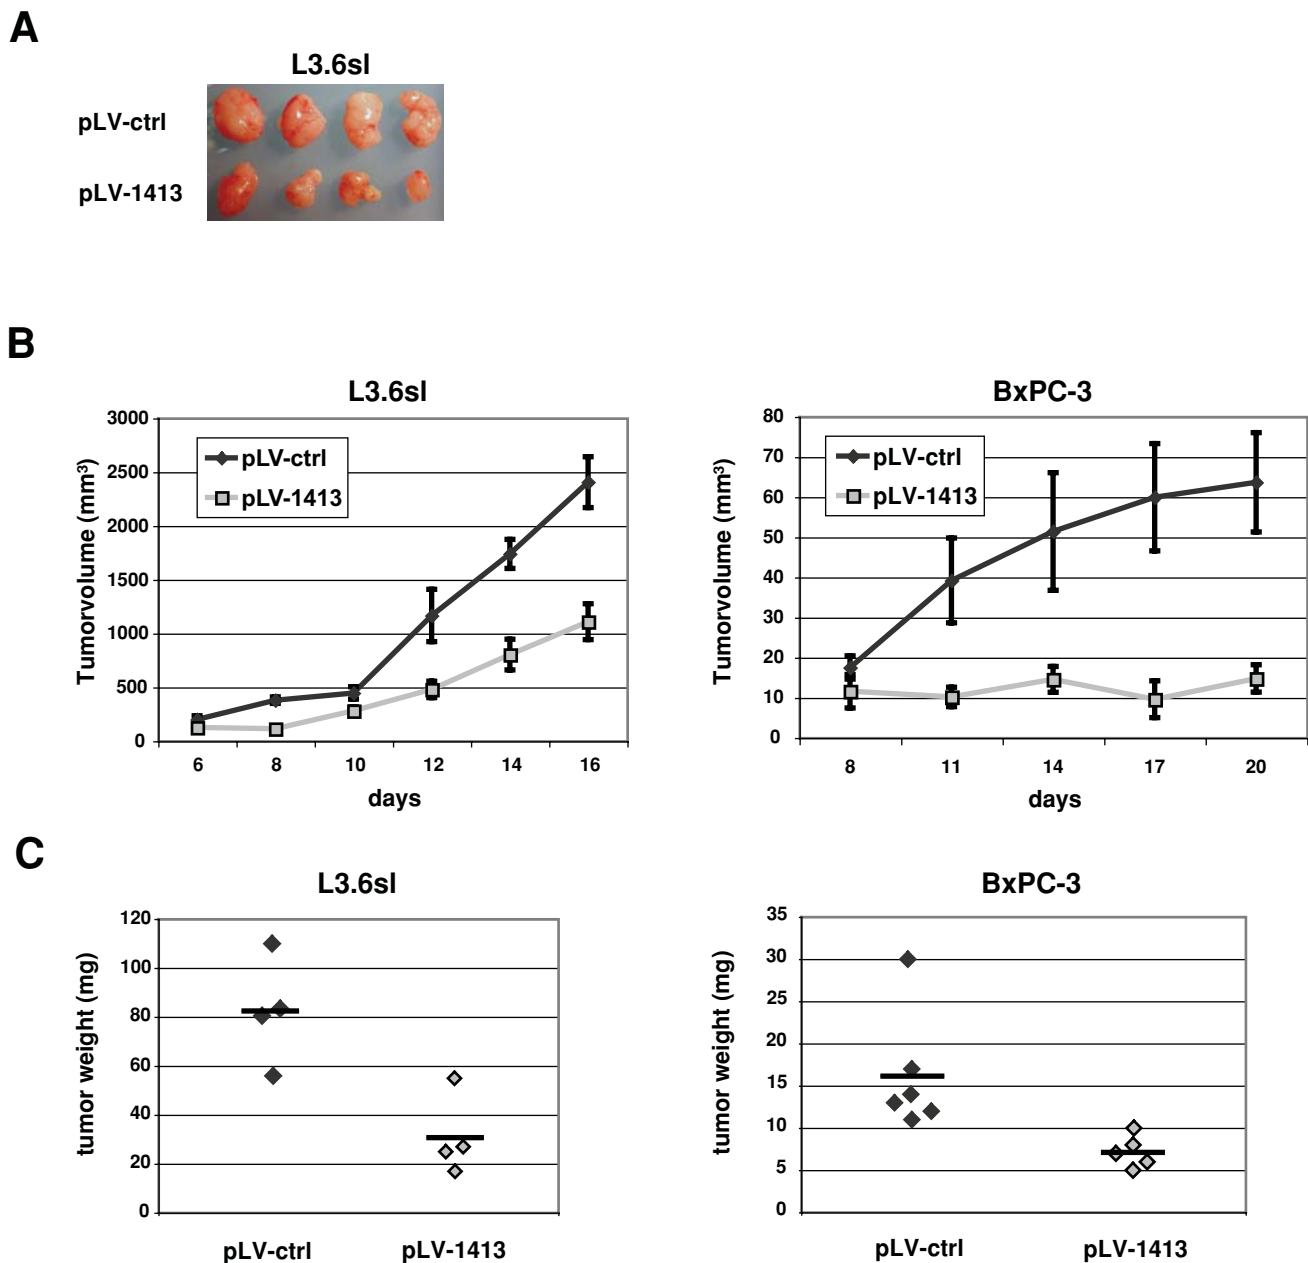 A
L3.6sl
pLV-ctrl
pLV-1413
B
L3.6sl
Tumorvolume (mm³)
3000
2500
2000
1500
1000
500
0
pLV-ctrl
pLV-1413
6 8 10 12 14 16
days
BxPC-3
Tumorvolume (mm³)
80
70
60
50
40
30
20
10
0
pLV-ctrl
pLV-1413
8 11 14 17 20
days
C
L3.6sl
tumor weight (mg)
120
100
80
60
40
20
0
pLV-ctrl pLV-1413
BxPC-3
tumor weight (mg)
35
30
25
20
15
10
5
0
pLV-ctrl pLV-1413